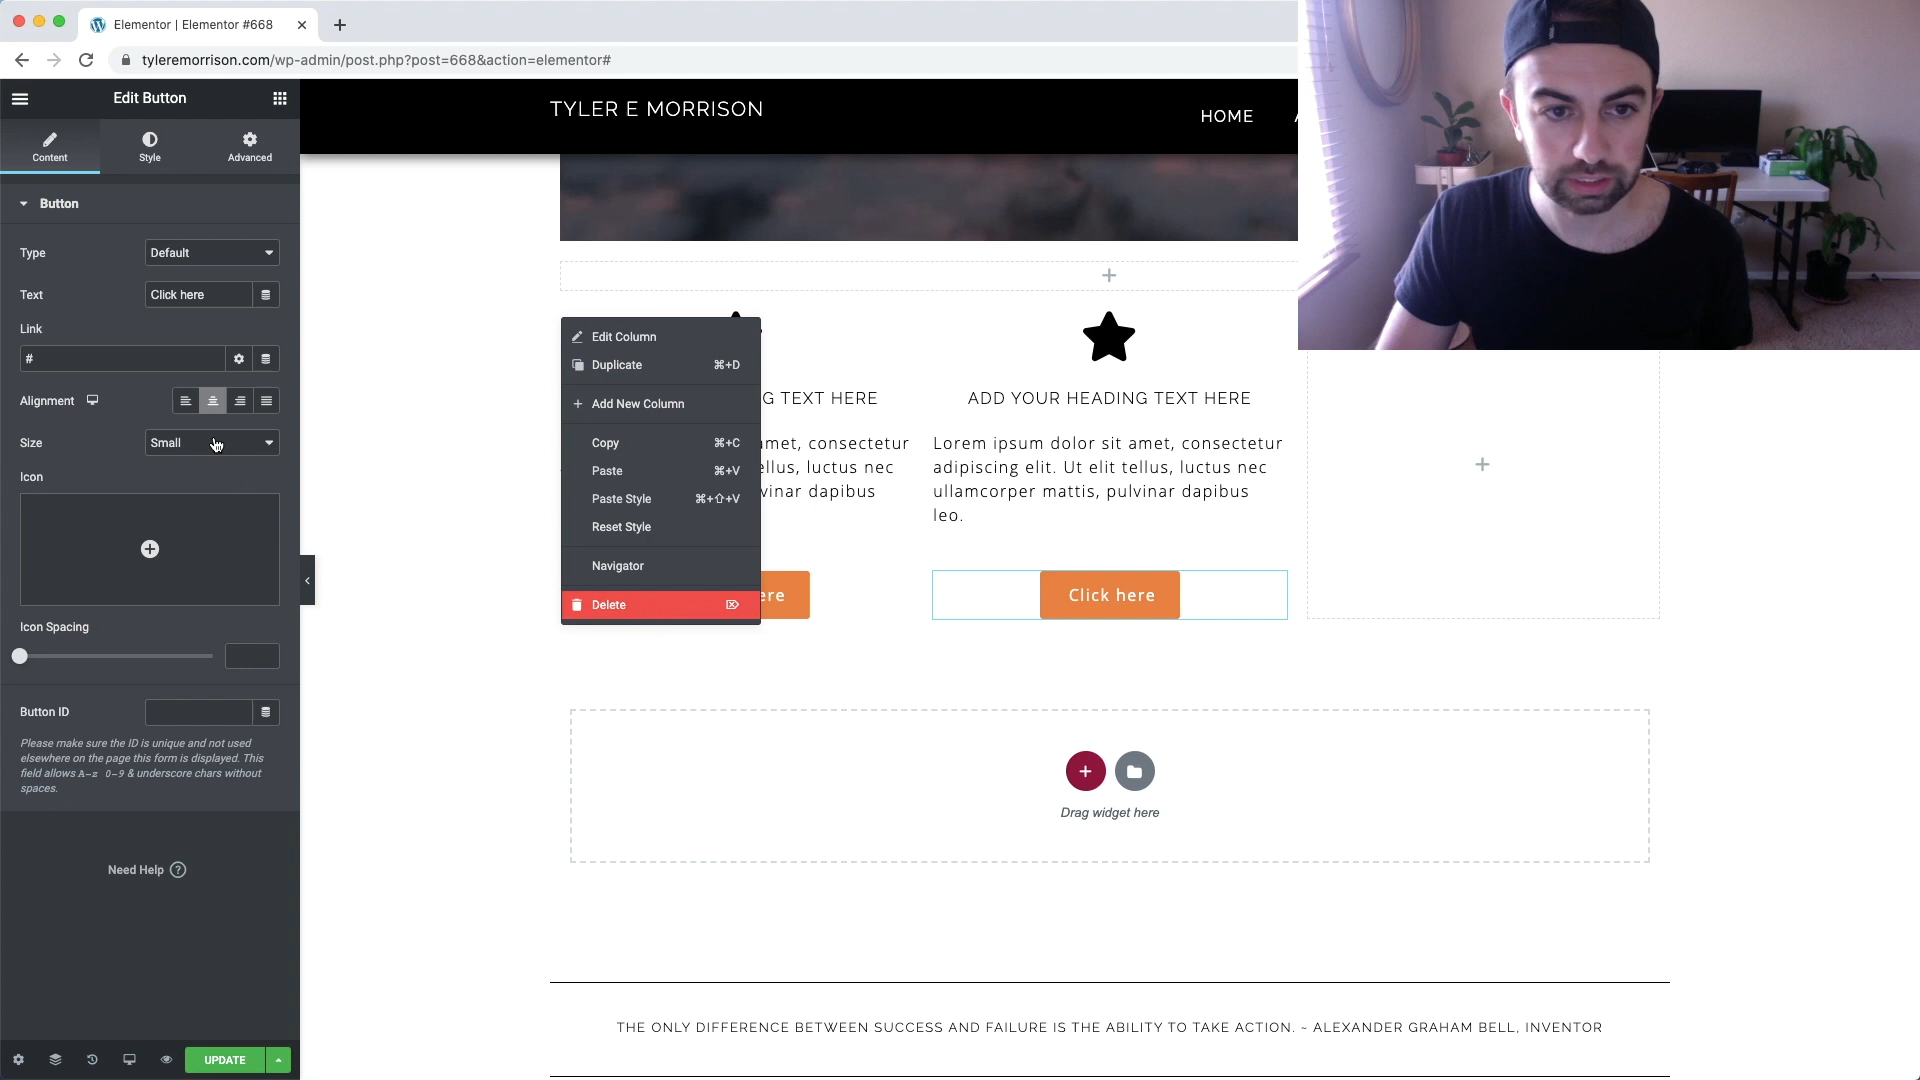 Elementor | Elementor #668
tyleremorrison.com/wp-admin/post.php?post=668&action=elementor#
Edit Button
Content
Style
Advanced
Button
Type
Default
Text
Click here
Link
#
Alignment
Size
Small
Icon
Icon Spacing
Button ID
Please make sure the ID is unique and not used
elsewhere on the page this form is displayed. This
field allows A-z 0-9 & underscore chars without
spaces.
Need Help ?
UPDATE
TYLER E MORRISON
HOME
Edit Column
Duplicate ⌘+D
Add New Column
Copy ⌘+C
Paste ⌘+V
Paste Style ⌘+⇧+V
Reset Style
Navigator
Delete ⌦
G TEXT HERE
met, consectetur
ellus, luctus nec
vinar dapibus
ere
ADD YOUR HEADING TEXT HERE
Lorem ipsum dolor sit amet, consectetur
adipiscing elit. Ut elit tellus, luctus nec
ullamcorper mattis, pulvinar dapibus
leo.
Click here
Drag widget here
THE ONLY DIFFERENCE BETWEEN SUCCESS AND FAILURE IS THE ABILITY TO TAKE ACTION. ~ ALEXANDER GRAHAM BELL, INVENTOR